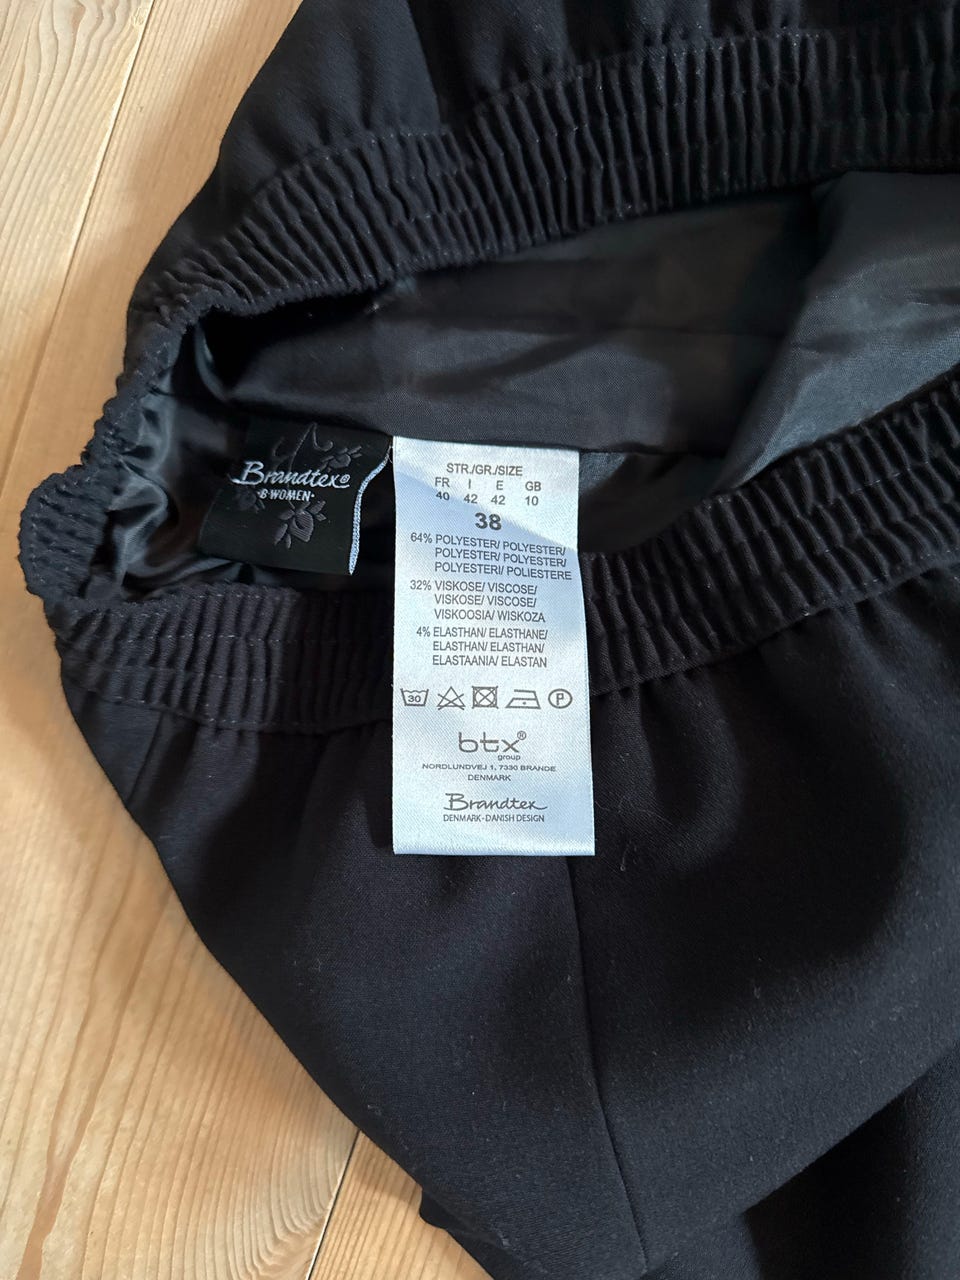 Brandtex®
·B·WOMEN·
STR./GR./SIZE
FR I E GB
40 42 42 10
38
64% POLYESTER/ POLYESTER/
POLYESTER/ POLYESTER/
POLYESTERI/ POLIESTERE
32% VISKOSE/ VISCOSE/
VISKOSE/ VISCOSE/
VISKOOSIA/ WISKOZA
4% ELASTHAN/ ELASTHANE/
ELASTHAN/ ELASTHAN/
ELASTAANIA/ ELASTAN
30 P
btx®
group
NORDLUNDVEJ 1, 7330 BRANDE
DENMARK
Brandtex
DENMARK-DANISH DESIGN